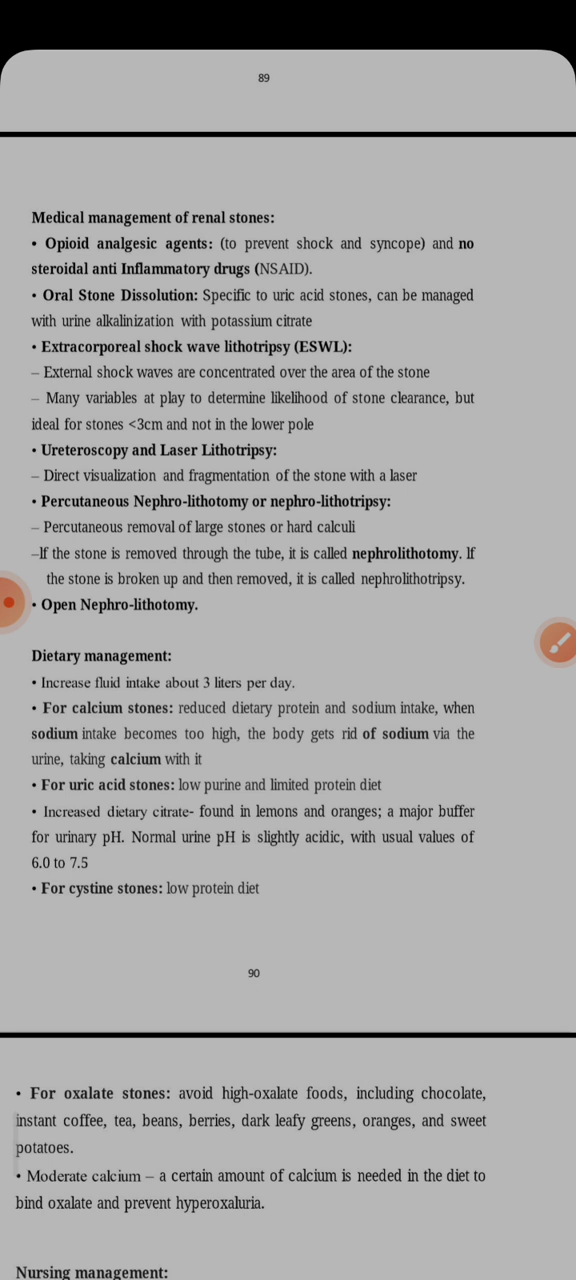 89
Medical management of renal stones:
• Opioid analgesic agents: (to prevent shock and syncope) and no
steroidal anti Inflammatory drugs (NSAID).
• Oral Stone Dissolution: Specific to uric acid stones, can be managed
with urine alkalinization with potassium citrate
• Extracorporeal shock wave lithotripsy (ESWL):
– External shock waves are concentrated over the area of the stone
– Many variables at play to determine likelihood of stone clearance, but
ideal for stones <3cm and not in the lower pole
• Ureteroscopy and Laser Lithotripsy:
– Direct visualization and fragmentation of the stone with a laser
• Percutaneous Nephro-lithotomy or nephro-lithotripsy:
– Percutaneous removal of large stones or hard calculi
–If the stone is removed through the tube, it is called nephrolithotomy. If
the stone is broken up and then removed, it is called nephrolithotripsy.
• Open Nephro-lithotomy.
Dietary management:
• Increase fluid intake about 3 liters per day.
• For calcium stones: reduced dietary protein and sodium intake, when
sodium intake becomes too high, the body gets rid of sodium via the
urine, taking calcium with it
• For uric acid stones: low purine and limited protein diet
• Increased dietary citrate- found in lemons and oranges; a major buffer
for urinary pH. Normal urine pH is slightly acidic, with usual values of
6.0 to 7.5
• For cystine stones: low protein diet
90
• For oxalate stones: avoid high-oxalate foods, including chocolate,
instant coffee, tea, beans, berries, dark leafy greens, oranges, and sweet
potatoes.
• Moderate calcium – a certain amount of calcium is needed in the diet to
bind oxalate and prevent hyperoxaluria.
Nursing management: